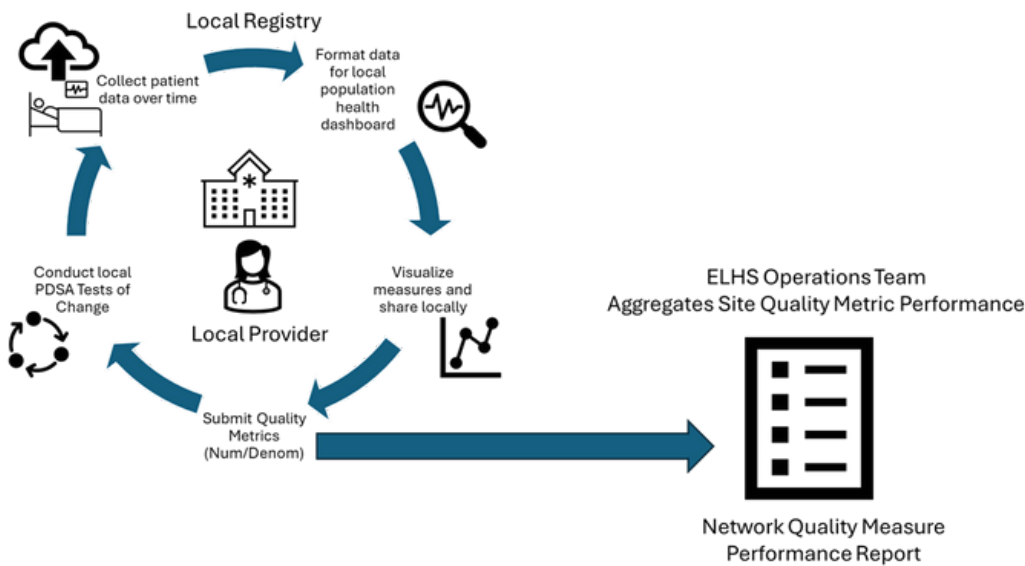 Local Registry
Collect patient
data over time
Format data
for local
population
health
dashboard
Visualize
measures and
share locally
Submit Quality
Metrics
(Num/Denom)
Conduct local
PDSA Tests of
Change
Local Provider
ELHS Operations Team
Aggregates Site Quality Metric Performance
Network Quality Measure
Performance Report